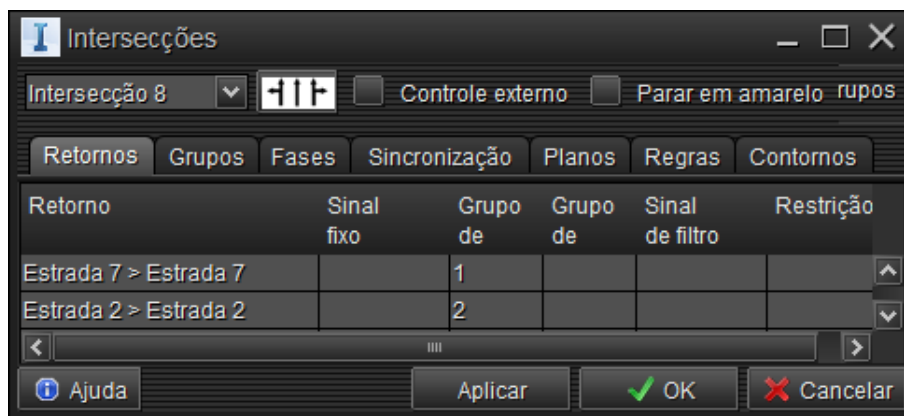 Intersecções
Intersecção 8 Controle externo Parar em amarelo rupos
Retornos Grupos Fases Sincronização Planos Regras Contornos
Retorno Sinal fixo Grupo de Grupo de Sinal de filtro Restrição
Estrada 7 > Estrada 7 1
Estrada 2 > Estrada 2 2
Ajuda Aplicar OK Cancelar